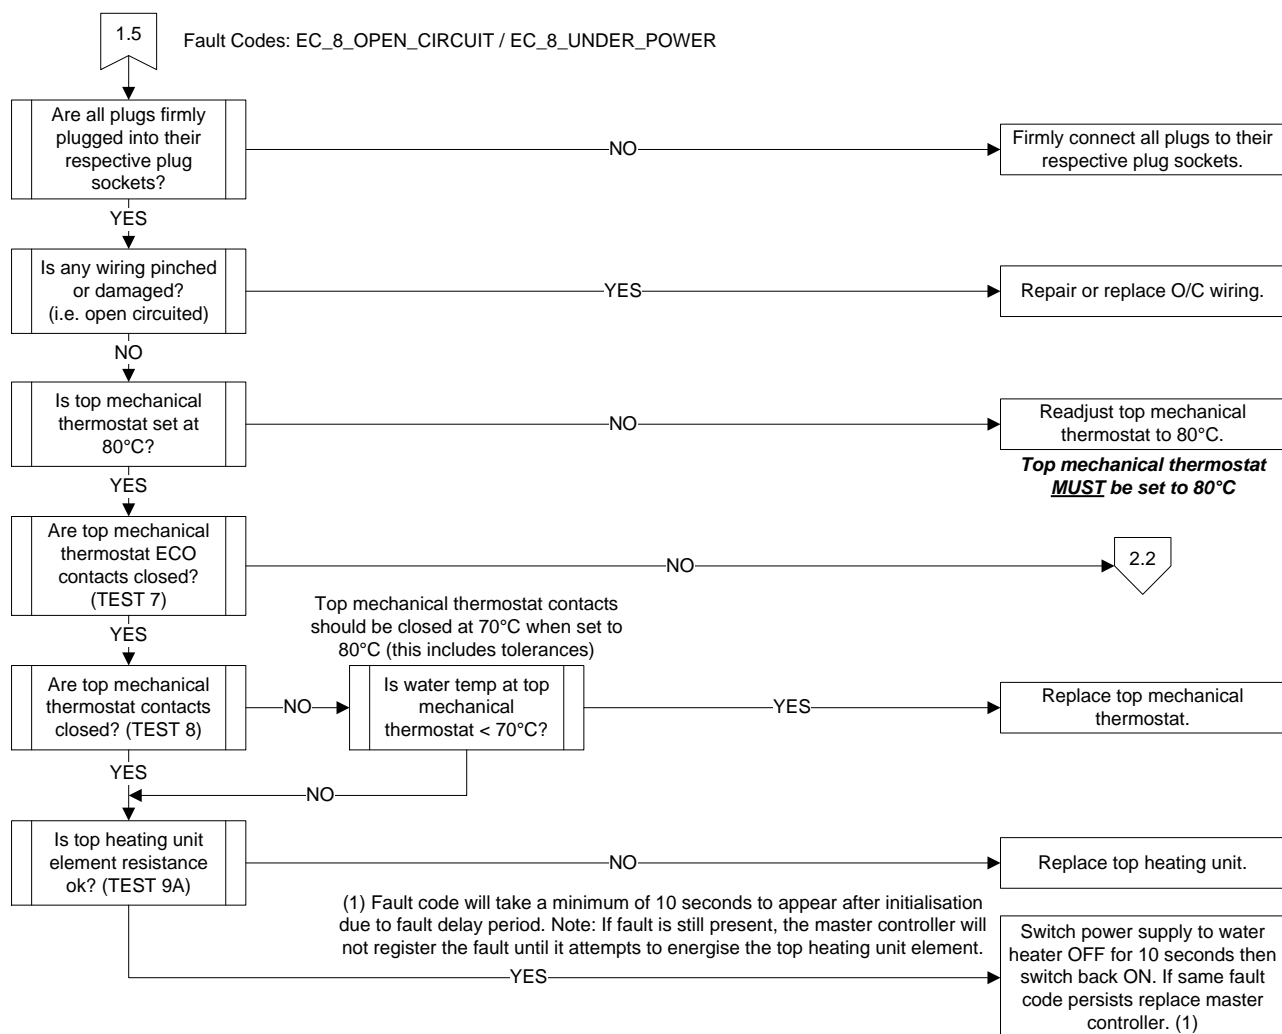 1.5
Fault Codes: EC_8_OPEN_CIRCUIT / EC_8_UNDER_POWER
Are all plugs firmly
plugged into their
respective plug
sockets?
NO
Firmly connect all plugs to their
respective plug sockets.
YES
Is any wiring pinched
or damaged?
(i.e. open circuited)
YES
Repair or replace O/C wiring.
NO
Is top mechanical
thermostat set at
80°C?
NO
Readjust top mechanical
thermostat to 80°C.
Top mechanical thermostat
MUST be set to 80°C
YES
Are top mechanical
thermostat ECO
contacts closed?
(TEST 7)
NO
2.2
YES
Top mechanical thermostat contacts
should be closed at 70°C when set to
80°C (this includes tolerances)
Are top mechanical
thermostat contacts
closed? (TEST 8)
NO
Is water temp at top
mechanical
thermostat < 70°C?
YES
Replace top mechanical
thermostat.
YES
NO
Is top heating unit
element resistance
ok? (TEST 9A)
NO
Replace top heating unit.
(1) Fault code will take a minimum of 10 seconds to appear after initialisation
due to fault delay period. Note: If fault is still present, the master controller will
not register the fault until it attempts to energise the top heating unit element.
YES
Switch power supply to water
heater OFF for 10 seconds then
switch back ON. If same fault
code persists replace master
controller. (1)